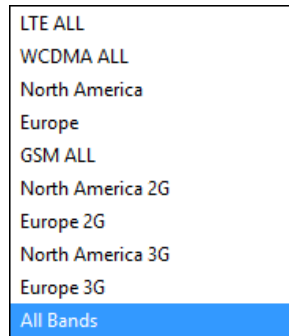 LTE ALL
WCDMA ALL
North America
Europe
GSM ALL
North America 2G
Europe 2G
North America 3G
Europe 3G
All Bands